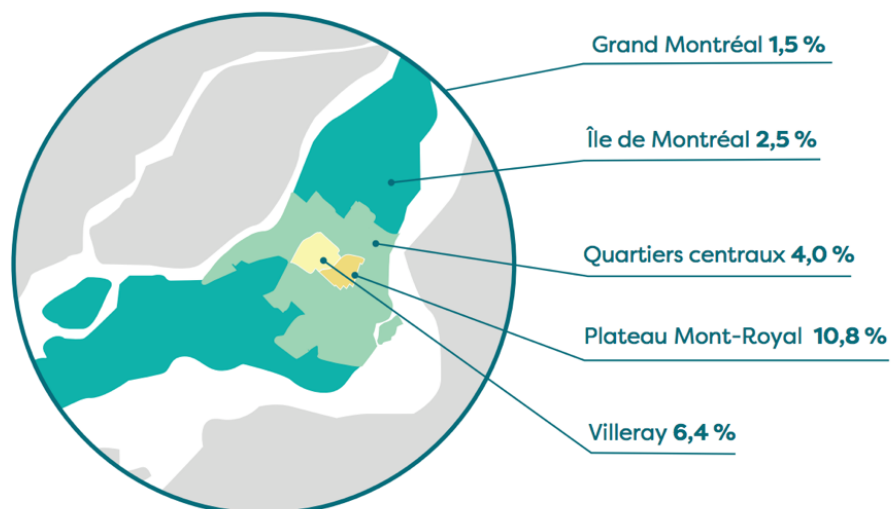 Grand Montréal 1,5 %
Île de Montréal 2,5 %
Quartiers centraux 4,0 %
Plateau Mont-Royal 10,8 %
Villeray 6,4 %